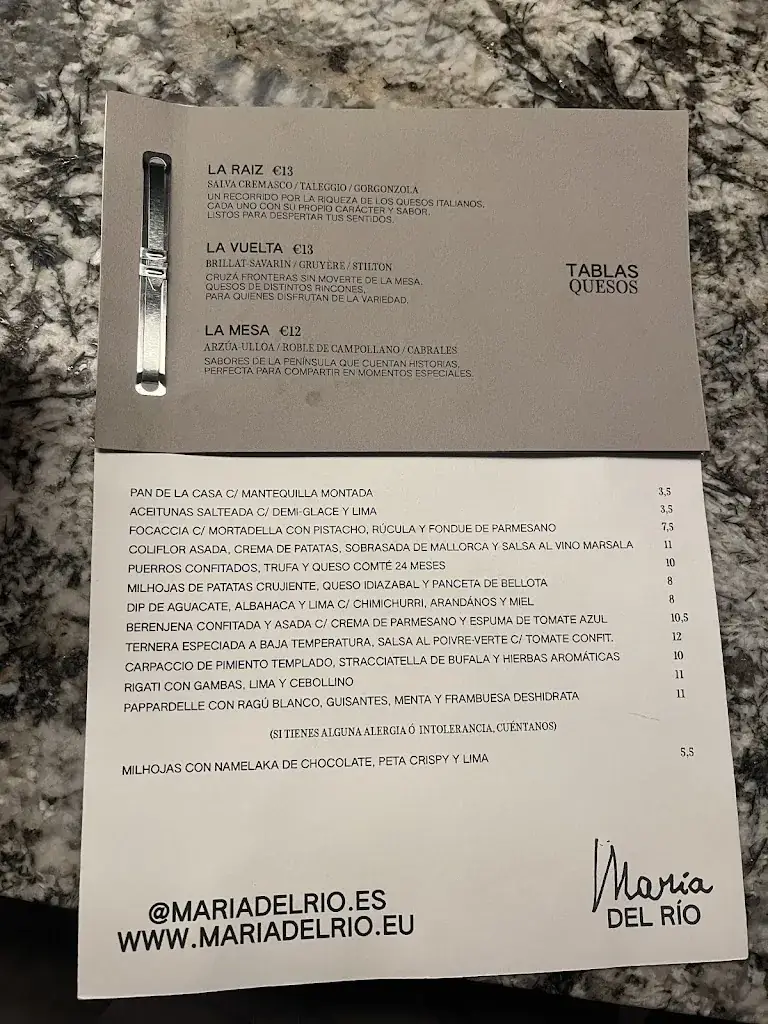 LA RAIZ €13
SALVA CREMASCO / TALEGGIO / GORGONZOLA
UN RECORRIDO POR LA RIQUEZA DE LOS QUESOS ITALIANOS,
CADA UNO CON SU PROPIO CARÁCTER Y SABOR.
LISTOS PARA DESPERTAR TUS SENTIDOS.
LA VUELTA €13
BRILLAT-SAVARIN / GRUYÈRE / STILTON
CRUZÁ FRONTERAS SIN MOVERTE DE LA MESA.
QUESOS DE DISTINTOS RINCONES,
PARA QUIENES DISFRUTAN DE LA VARIEDAD.
LA MESA €12
ARZÚA-ULLOA / ROBLE DE CAMPOLLANO / CABRALES
SABORES DE LA PENÍNSULA QUE CUENTAN HISTORIAS,
PERFECTA PARA COMPARTIR EN MOMENTOS ESPECIALES.
TABLAS
QUESOS
PAN DE LA CASA C/ MANTEQUILLA MONTADA 3,5
ACEITUNAS SALTEADA C/ DEMI-GLACE Y LIMA 3,5
FOCACCIA C/ MORTADELLA CON PISTACHO, RÚCULA Y FONDUE DE PARMESANO 7,5
COLIFLOR ASADA, CREMA DE PATATAS, SOBRASADA DE MALLORCA Y SALSA AL VINO MARSALA 11
PUERROS CONFITADOS, TRUFA Y QUESO COMTÉ 24 MESES 10
MILHOJAS DE PATATAS CRUJIENTE, QUESO IDIAZABAL Y PANCETA DE BELLOTA 8
DIP DE AGUACATE, ALBAHACA Y LIMA C/ CHIMICHURRI, ARANDÁNOS Y MIEL 8
BERENJENA CONFITADA Y ASADA C/ CREMA DE PARMESANO Y ESPUMA DE TOMATE AZUL 10,5
TERNERA ESPECIADA A BAJA TEMPERATURA, SALSA AL POIVRE-VERTE C/ TOMATE CONFIT. 12
CARPACCIO DE PIMIENTO TEMPLADO, STRACCIATELLA DE BUFALA Y HIERBAS AROMÁTICAS 10
RIGATI CON GAMBAS, LIMA Y CEBOLLINO 11
PAPPARDELLE CON RAGÚ BLANCO, GUISANTES, MENTA Y FRAMBUESA DESHIDRATA 11
(SI TIENES ALGUNA ALERGIA Ó INTOLERANCIA, CUÉNTANOS)
MILHOJAS CON NAMELAKA DE CHOCOLATE, PETA CRISPY Y LIMA 5,5
@MARIADELRIO.ES
WWW.MARIADELRIO.EU
María
DEL RÍO